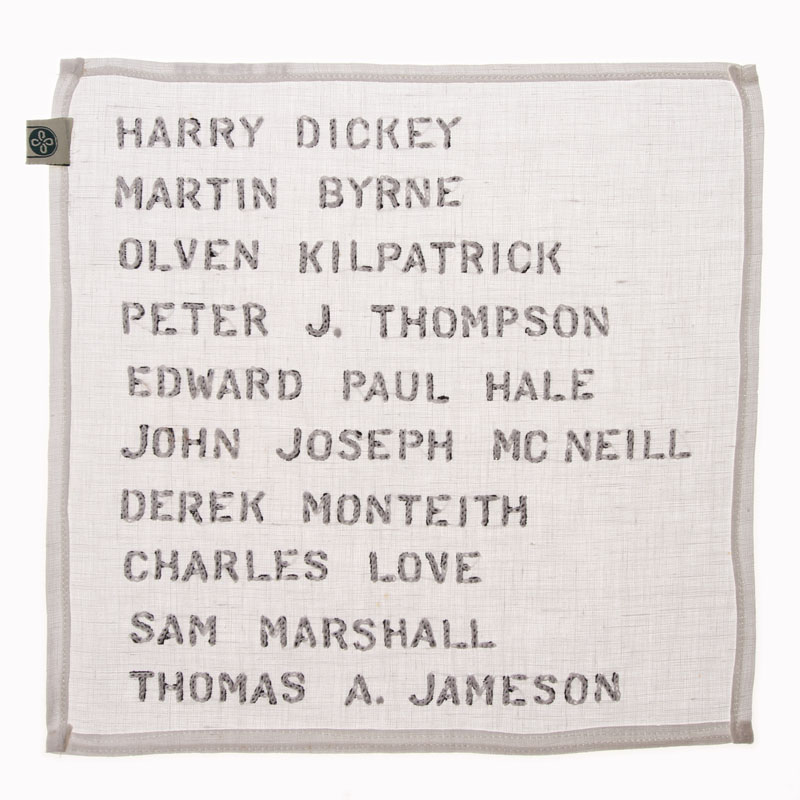 HARRY DICKEY
MARTIN BYRNE
OLVEN KILPATRICK
PETER J. THOMPSON
EDWARD PAUL HALE
JOHN JOSEPH MC NEILL
DEREK MONTEITH
CHARLES LOVE
SAM MARSHALL
THOMAS A. JAMESON